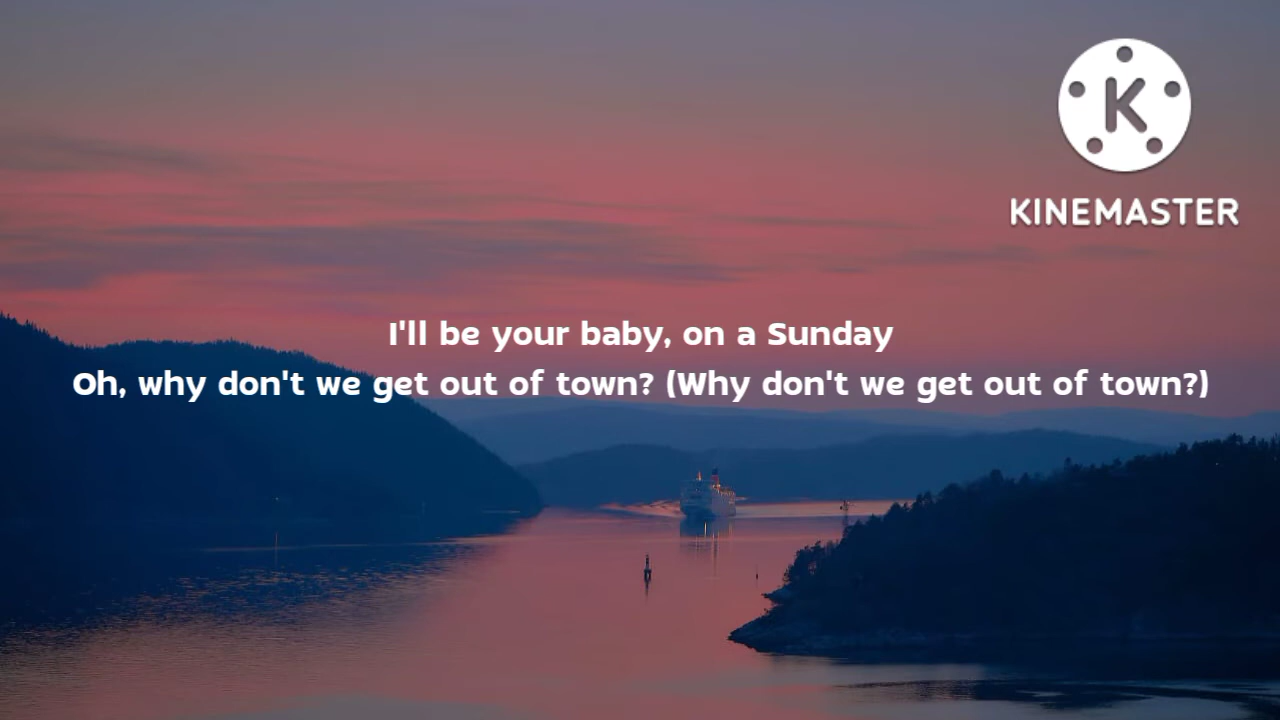 KINEMASTER
I'll be your baby, on a Sunday
Oh, why don't we get out of town? (Why don't we get out of town?)